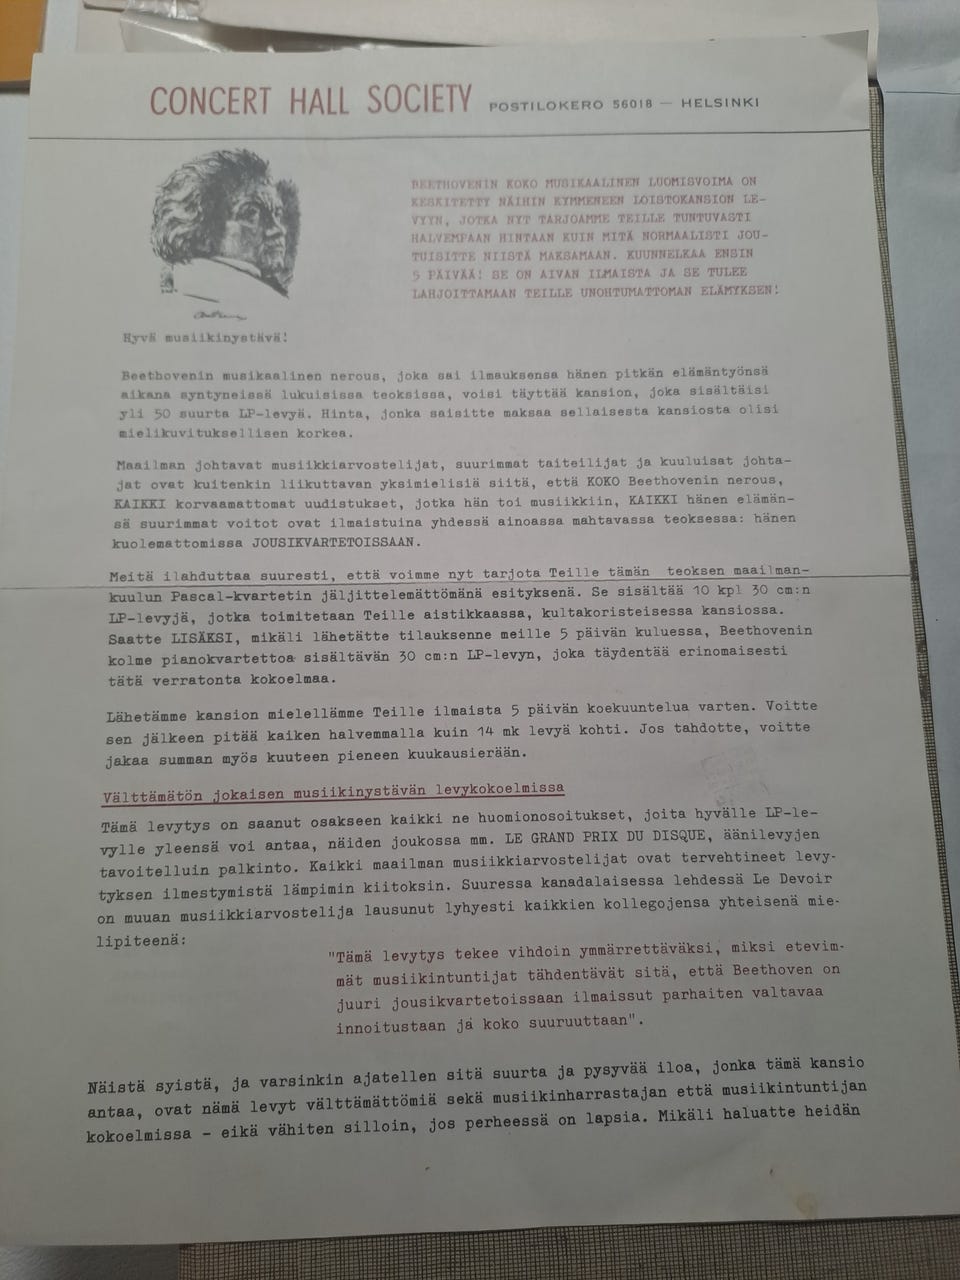 CONCERT HALL SOCIETY POSTILOKERO 56018 — HELSINKI
BEETHOVENIN KOKO MUSIKAALINEN LUOMISVOIMA ON
KESKITETTY NÄIHIN KYMMENEEN LOISTOKANSION LE-
VYYN, JOTKA NYT TARJOAMME TEILLE TUNTUVASTI
HALVEMPAAN HINTAAN KUIN MITÄ NORMAALISTI JOU-
TUISITTE NIISTÄ MAKSAMAAN. KUUNNELKAA ENSIN
5 PÄIVÄÄ! SE ON AIVAN ILMAISTA JA SE TULEE
LAHJOITTAMAAN TEILLE UNOHTUMATTOMAN ELÄMYKSEN!
Hyvä musiikinystävä!
Beethovenin musikaalinen nerous, joka sai ilmauksensa hänen pitkän elämäntyönsä
aikana syntyneissä lukuisissa teoksissa, voisi täyttää kansion, joka sisältäisi
yli 50 suurta LP-levyä. Hinta, jonka saisitte maksaa sellaisesta kansiosta olisi
mielikuvituksellisen korkea.
Maailman johtavat musiikkiarvostelijat, suurimmat taiteilijat ja kuuluisat johta-
jat ovat kuitenkin liikuttavan yksimielisiä siitä, että KOKO Beethovenin nerous,
KAIKKI korvaamattomat uudistukset, jotka hän toi musiikkiin, KAIKKI hänen elämän-
sä suurimmat voitot ovat ilmaistuina yhdessä ainoassa mahtavassa teoksessa: hänen
kuolemattomissa JOUSIKVARTETOISSAAN.
Meitä ilahduttaa suuresti, että voimme nyt tarjota Teille tämän teoksen maailman-
kuulun Pascal-kvartetin jäljittelemättömänä esityksenä. Se sisältää 10 kpl 30 cm:n
LP-levyjä, jotka toimitetaan Teille aistikkaassa, kultakoristeisessa kansiossa.
Saatte LISÄKSI, mikäli lähetätte tilauksenne meille 5 päivän kuluessa, Beethovenin
kolme pianokvartettoa sisältävän 30 cm:n LP-levyn, joka täydentää erinomaisesti
tätä verratonta kokoelmaa.
Lähetämme kansion mielellämme Teille ilmaista 5 päivän koekuuntelua varten. Voitte
sen jälkeen pitää kaiken halvemmalla kuin 14 mk levyä kohti. Jos tahdotte, voitte
jakaa summan myös kuuteen pieneen kuukausierään.
Välttämätön jokaisen musiikinystävän levykokoelmissa
Tämä levytys on saanut osakseen kaikki ne huomionosoitukset, joita hyvälle LP-le-
vylle yleensä voi antaa, näiden joukossa mm. LE GRAND PRIX DU DISQUE, äänilevyjen
tavoitelluin palkinto. Kaikki maailman musiikkiarvostelijat ovat tervehtineet levy-
tyksen ilmestymistä lämpimin kiitoksin. Suuressa kanadalaisessa lehdessä Le Devoir
on muuan musiikkiarvostelija lausunut lyhyesti kaikkien kollegojensa yhteisenä mie-
lipiteenä:
"Tämä levytys tekee vihdoin ymmärrettäväksi, miksi etevim-
mät musiikintuntijat tähdentävät sitä, että Beethoven on
juuri jousikvartetoissaan ilmaissut parhaiten valtavaa
innoitustaan ja koko suuruuttaan".
Näistä syistä, ja varsinkin ajatellen sitä suurta ja pysyvää iloa, jonka tämä kansio
antaa, ovat nämä levyt välttämättömiä sekä musiikinharrastajan että musiikintuntijan
kokoelmissa - eikä vähiten silloin, jos perheessä on lapsia. Mikäli haluatte heidän